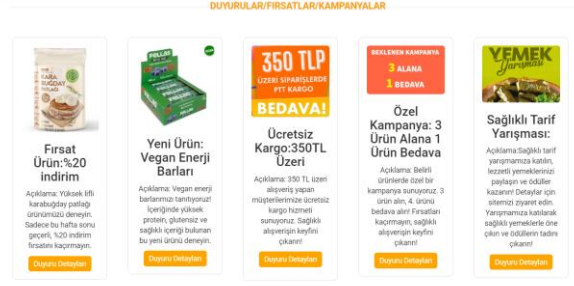 DUYURULAR/FIRSATLAR/KAMPANYALAR
KARA
BUĞDAY
PATLAĞI
Fırsat
Ürün:%20
indirim
Açıklama: Yüksek lifli
karabuğday patlağı
ürünümüzü deneyin.
Sadece bu hafta sonu
geçerli, %20 indirim
fırsatını kaçırmayın.
Duyuru Detayları
Yeni Ürün:
Vegan Enerji
Barları
Açıklama: Vegan enerji
barlarımızı tanıtıyoruz!
İçeriğinde yüksek
protein, glutensiz ve
sağlıklı içeriği bulunan
bu yeni ürünü deneyin.
Duyuru Detayları
350 TLP
ÜZERİ SİPARİŞLERDE
PTT KARGO
BEDAVA!
Ücretsiz
Kargo:350TL
Üzeri
Açıklama: 350 TL üzeri
alışveriş yapan
müşterilerimize ücretsiz
kargo hizmeti
sunuyoruz. Sağlıklı
alışverişin keyfini
çıkarın!
Duyuru Detayları
BEKLENEN KAMPANYA
3 ALANA
1 BEDAVA
Özel
Kampanya: 3
Ürün Alana 1
Ürün Bedava
Açıklama: Belirli
ürünlerde özel bir
kampanya sunuyoruz. 3
ürün alın, 4. ürünü
bedava alın! Fırsatları
kaçırmayın, sağlıklı
alışverişin keyfini
çıkarın!
Duyuru Detayları
YEMEK
Yarışması
Sağlıklı Tarif
Yarışması:
Açıklama:Sağlıklı tarif
yarışmamıza katılın,
lezzetli yemeklerinizi
paylaşın ve ödüller
kazanın! Detaylar için
sitemizi ziyaret edin.
Yarışmamıza katılarak
sağlıklı yemeklerle öne
çıkın ve ödüllerin tadını
çıkarın!
Duyuru Detayları